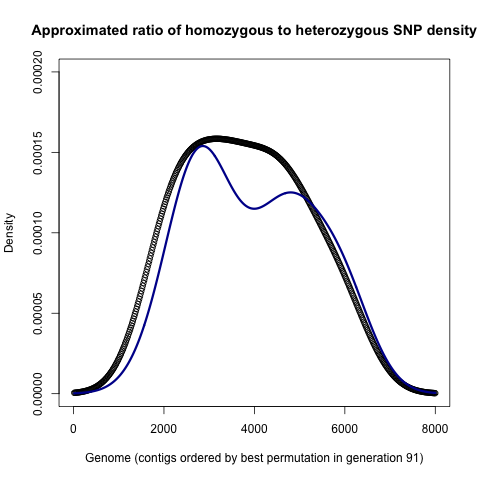 Approximated ratio of homozygous to heterozygous SNP density
0.00020
0.00015
0.00010
0.00005
0.00000
Density
0 2000 4000 6000 8000
Genome (contigs ordered by best permutation in generation 91)